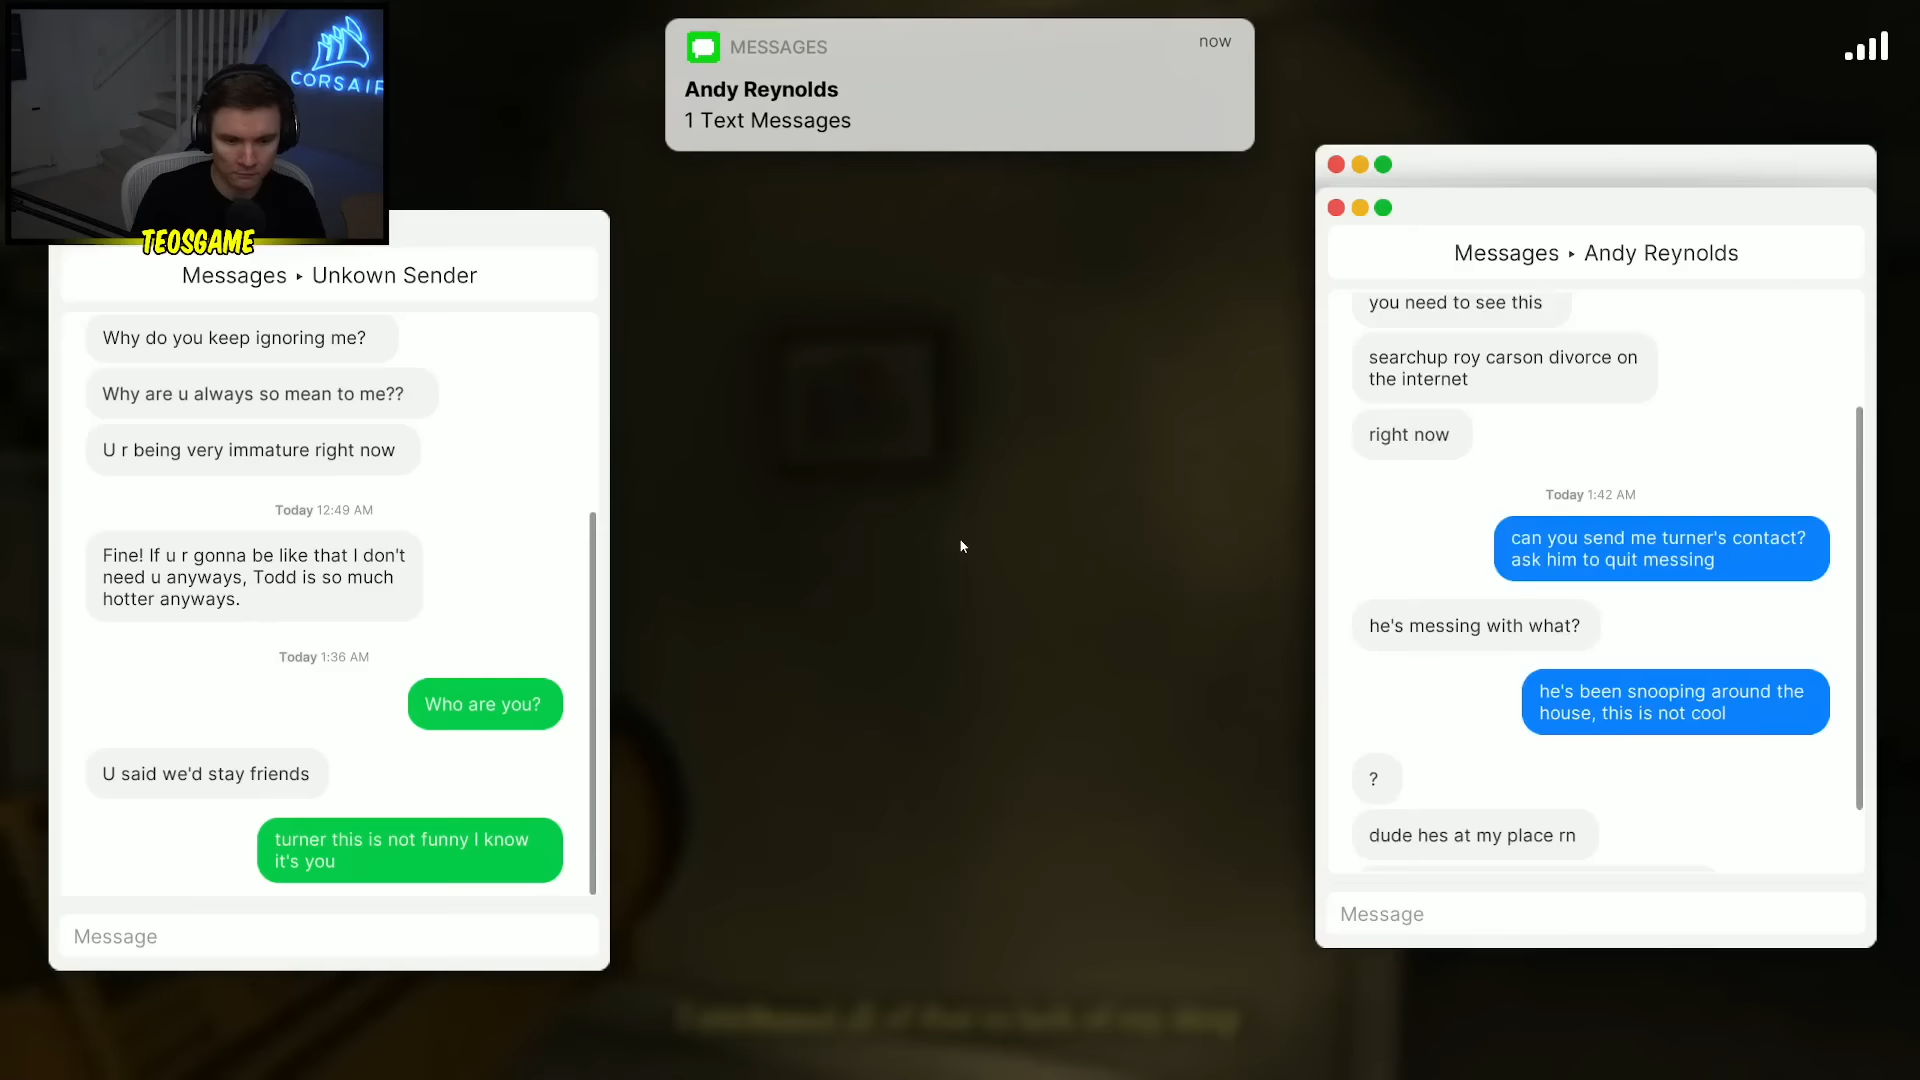 CORSAIR
TEOSGAME
MESSAGES
now
Andy Reynolds
1 Text Messages
Messages ▸ Unkown Sender
Why do you keep ignoring me?
Why are u always so mean to me??
U r being very immature right now
Today 12:49 AM
Fine! If u r gonna be like that I don't
need u anyways, Todd is so much
hotter anyways.
Today 1:36 AM
Who are you?
U said we'd stay friends
turner this is not funny I know
it's you
Message
Messages ▸ Andy Reynolds
you need to see this
searchup roy carson divorce on
the internet
right now
Today 1:42 AM
can you send me turner's contact?
ask him to quit messing
he's messing with what?
he's been snooping around the
house, this is not cool
?
dude hes at my place rn
Message